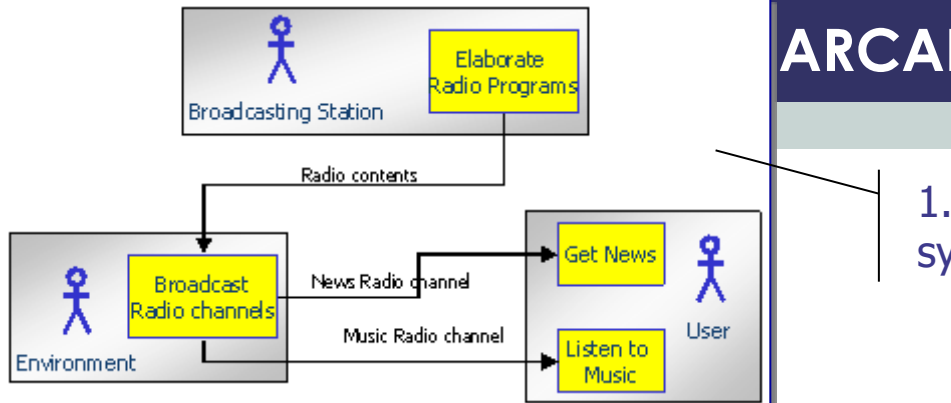 Elaborate
Radio Programs
Broadcasting Station
Radio contents
Broadcast
Radio channels
Environment
News Radio channel
Music Radio channel
Get News
Listen to
Music
User
1.